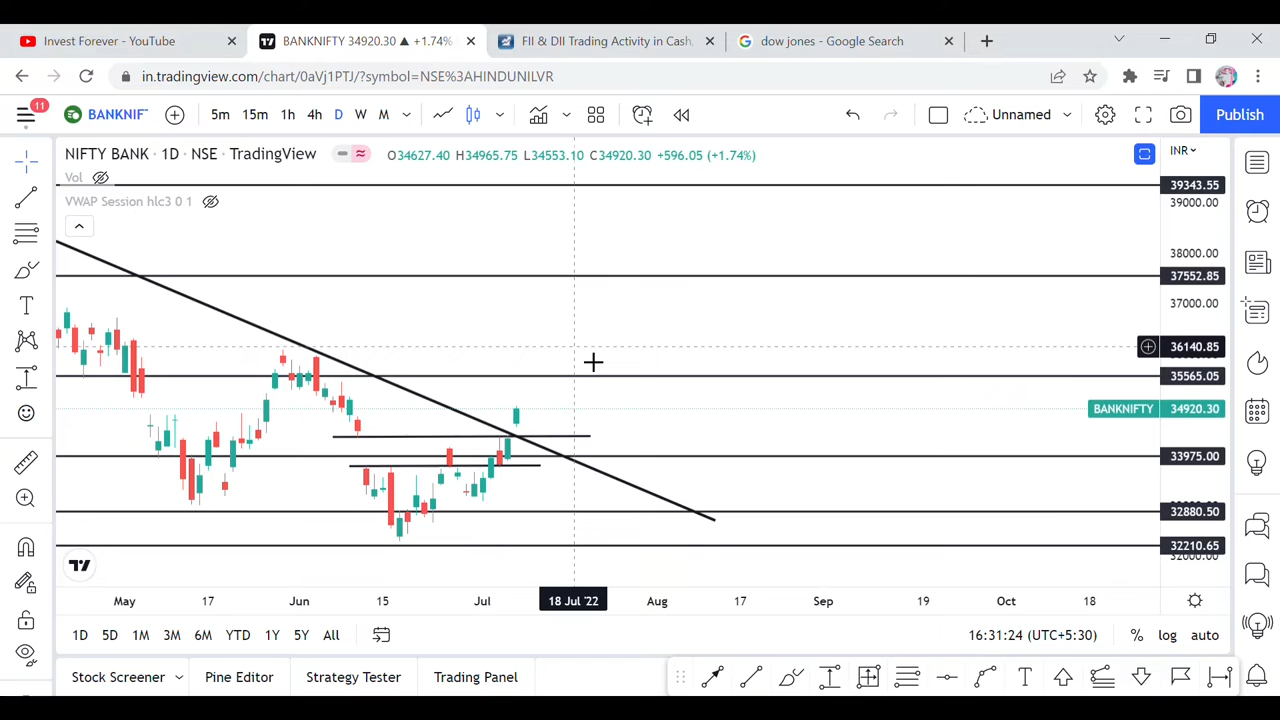 Invest Forever - YouTube
BANKNIFTY 34920.30 ▲ +1.74%
FII & DII Trading Activity in Cash,
dow jones - Google Search
in.tradingview.com/chart/0aVj1PTJ/?symbol=NSE%3AHINDUNILVR
11
BANKNIF
5m 15m 1h 4h D W M
Unnamed
Publish
NIFTY BANK · 1D · NSE · TradingView
O34627.40 H34965.75 L34553.10 C34920.30 +596.05 (+1.74%)
INR
Vol
VWAP Session hlc3 0 1
39343.55
39000.00
38000.00
37552.85
37000.00
36140.85
35565.05
BANKNIFTY 34920.30
33975.00
32880.50
32210.65
32000.00
May 17 Jun 15 Jul 18 Jul '22 Aug 17 Sep 19 Oct 18
1D 5D 1M 3M 6M YTD 1Y 5Y All
16:31:24 (UTC+5:30)
% log auto
Stock Screener
Pine Editor
Strategy Tester
Trading Panel